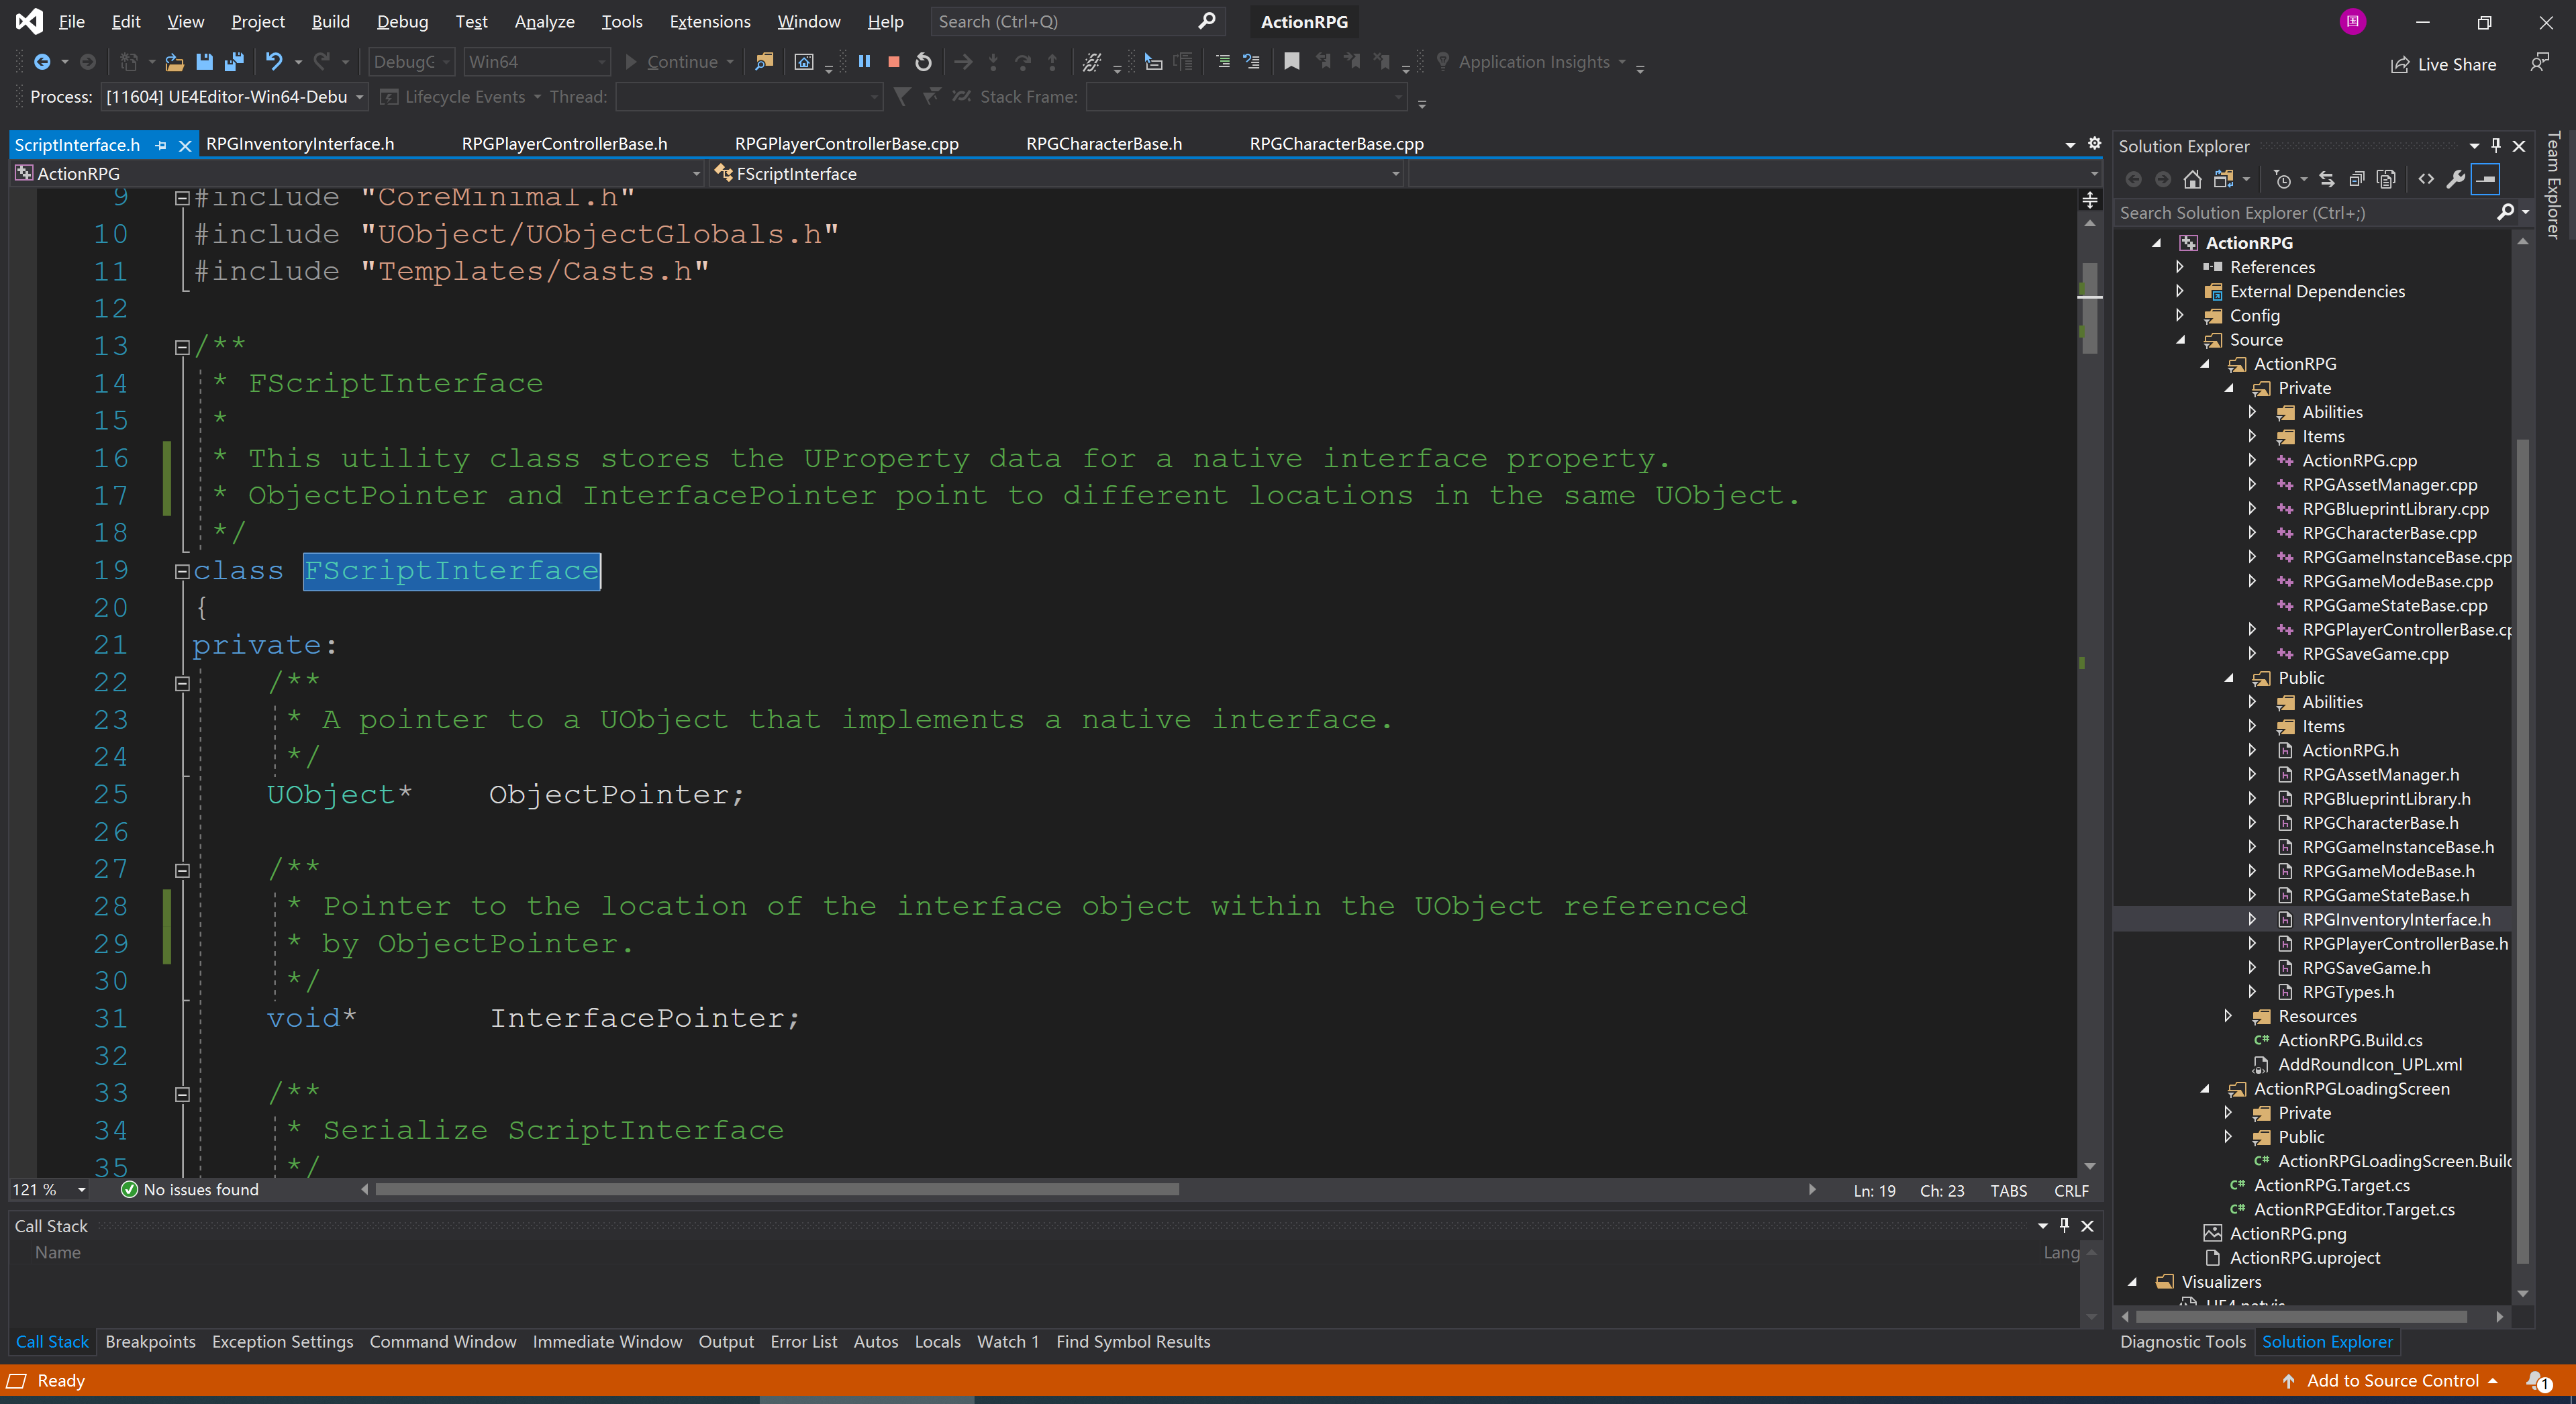 File Edit View Project Build Debug Test Analyze Tools Extensions Window Help Search (Ctrl+Q) ActionRPG 国
DebugG Win64 Continue Application Insights Live Share
Process: [11604] UE4Editor-Win64-Debu Lifecycle Events Thread: Stack Frame:
ScriptInterface.h RPGInventoryInterface.h RPGPlayerControllerBase.h RPGPlayerControllerBase.cpp RPGCharacterBase.h RPGCharacterBase.cpp
ActionRPG FScriptInterface
9 #include "CoreMinimal.h"
10 #include "UObject/UObjectGlobals.h"
11 #include "Templates/Casts.h"
12
13 /**
14 * FScriptInterface
15 *
16 * This utility class stores the UProperty data for a native interface property.
17 * ObjectPointer and InterfacePointer point to different locations in the same UObject.
18 */
19 class FScriptInterface
20 {
21 private:
22 /**
23 * A pointer to a UObject that implements a native interface.
24 */
25 UObject* ObjectPointer;
26
27 /**
28 * Pointer to the location of the interface object within the UObject referenced
29 * by ObjectPointer.
30 */
31 void* InterfacePointer;
32
33 /**
34 * Serialize ScriptInterface
35 */
121 % No issues found Ln: 19 Ch: 23 TABS CRLF
Call Stack
Name Lang
Call Stack Breakpoints Exception Settings Command Window Immediate Window Output Error List Autos Locals Watch 1 Find Symbol Results
Solution Explorer
Search Solution Explorer (Ctrl+;)
ActionRPG
References
External Dependencies
Config
Source
ActionRPG
Private
Abilities
Items
ActionRPG.cpp
RPGAssetManager.cpp
RPGBlueprintLibrary.cpp
RPGCharacterBase.cpp
RPGGameInstanceBase.cpp
RPGGameModeBase.cpp
RPGGameStateBase.cpp
RPGPlayerControllerBase.cp
RPGSaveGame.cpp
Public
Abilities
Items
ActionRPG.h
RPGAssetManager.h
RPGBlueprintLibrary.h
RPGCharacterBase.h
RPGGameInstanceBase.h
RPGGameModeBase.h
RPGGameStateBase.h
RPGInventoryInterface.h
RPGPlayerControllerBase.h
RPGSaveGame.h
RPGTypes.h
Resources
ActionRPG.Build.cs
AddRoundIcon_UPL.xml
ActionRPGLoadingScreen
Private
Public
ActionRPGLoadingScreen.Build
ActionRPG.Target.cs
ActionRPGEditor.Target.cs
ActionRPG.png
ActionRPG.uproject
Visualizers
UE4.natvis
Diagnostic Tools Solution Explorer
Team Explorer
Ready Add to Source Control 1